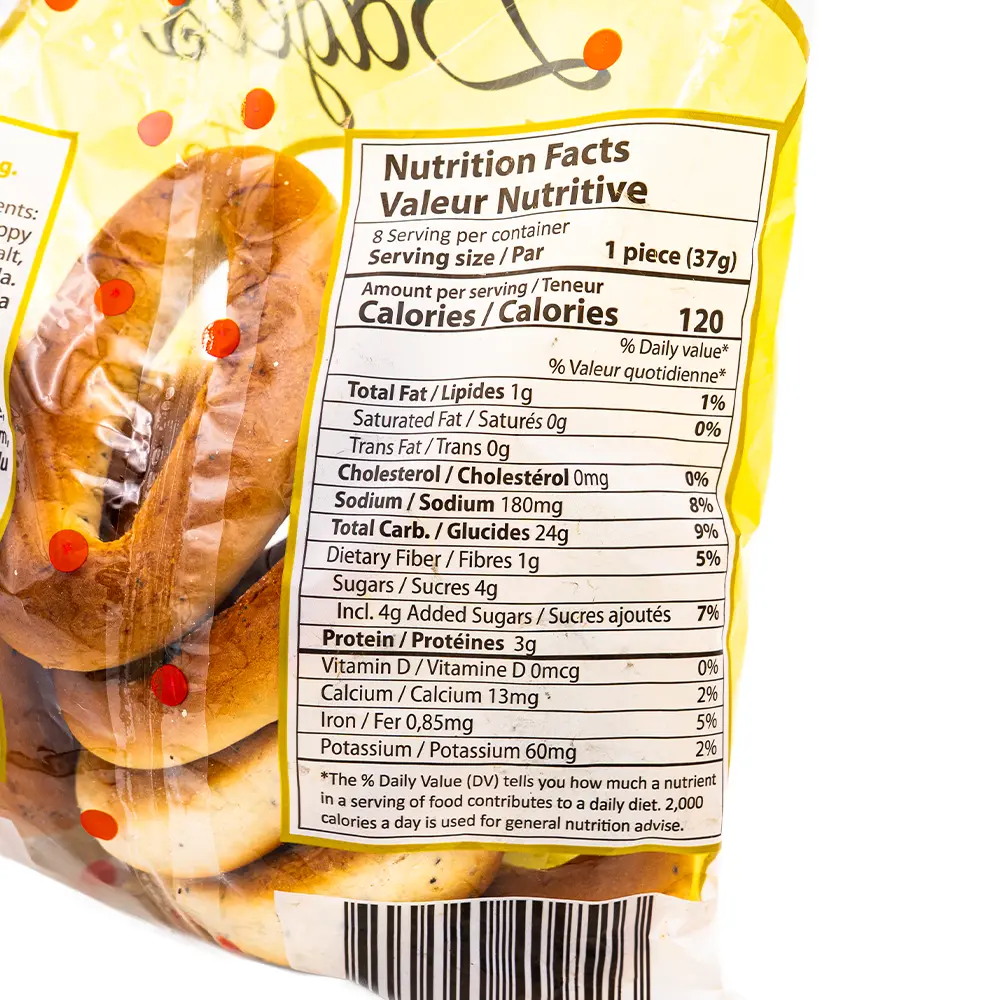 Bagels
g.
ents:
ppy
alt,
la.
a
m,
lu
Nutrition Facts
Valeur Nutritive
8 Serving per container
Serving size / Par 1 piece (37g)
Amount per serving / Teneur
Calories / Calories 120
% Daily value*
% Valeur quotidienne*
Total Fat / Lipides 1g 1%
Saturated Fat / Saturés 0g 0%
Trans Fat / Trans 0g
Cholesterol / Cholestérol 0mg 0%
Sodium / Sodium 180mg 8%
Total Carb. / Glucides 24g 9%
Dietary Fiber / Fibres 1g 5%
Sugars / Sucres 4g
Incl. 4g Added Sugars / Sucres ajoutés 7%
Protein / Protéines 3g
Vitamin D / Vitamine D 0mcg 0%
Calcium / Calcium 13mg 2%
Iron / Fer 0,85mg 5%
Potassium / Potassium 60mg 2%
*The % Daily Value (DV) tells you how much a nutrient
in a serving of food contributes to a daily diet. 2,000
calories a day is used for general nutrition advise.